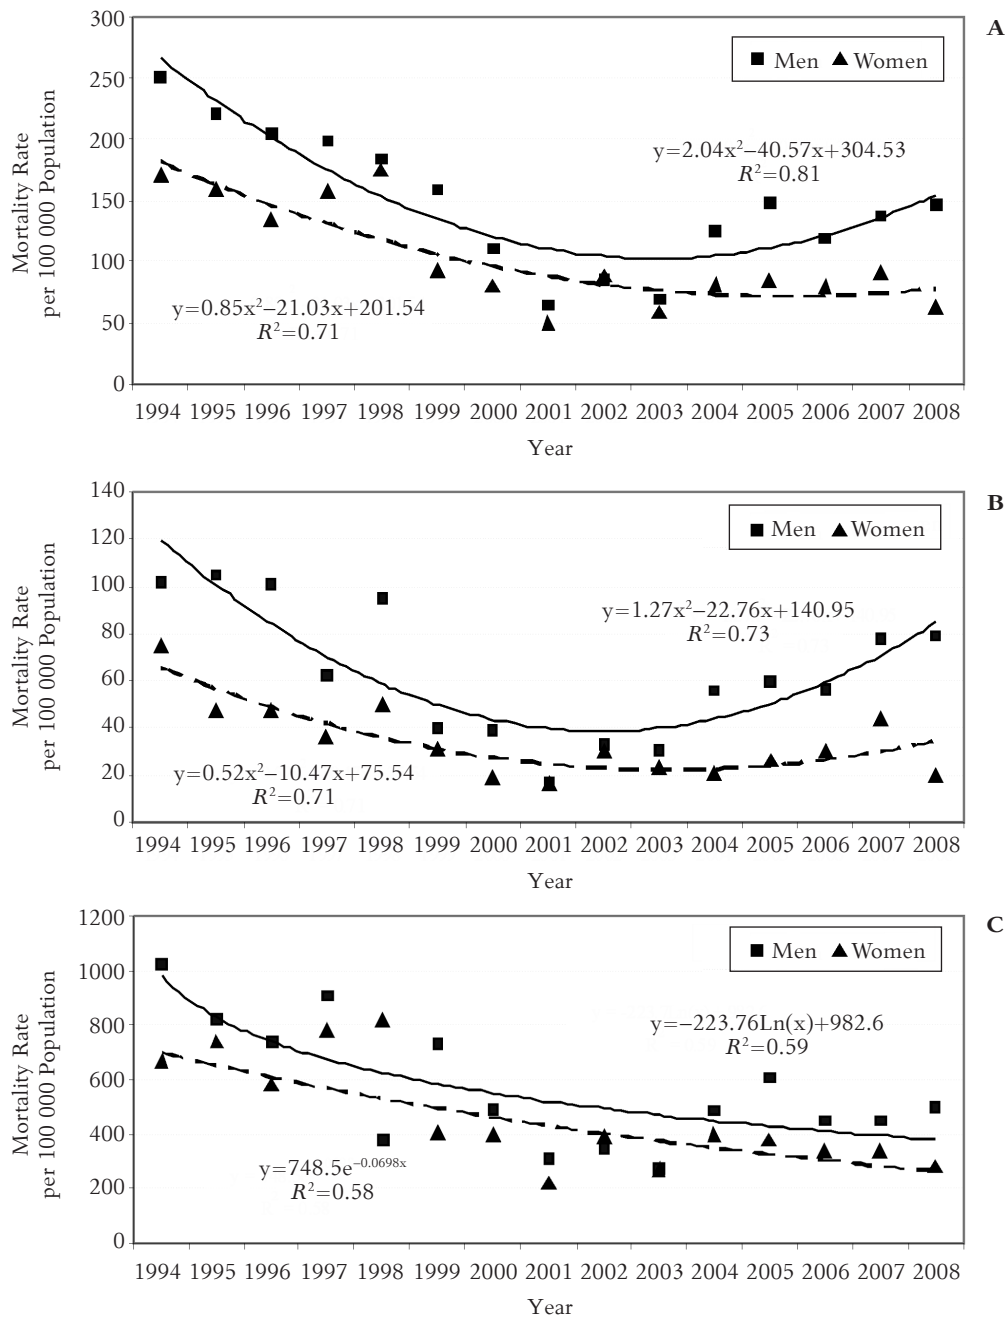 A
300
250
200
150
100
50
0
Mortality Rate
per 100 000 Population
Men Women
y=2.04x²–40.57x+304.53
R²=0.81
y=0.85x²–21.03x+201.54
R²=0.71
1994 1995 1996 1997 1998 1999 2000 2001 2002 2003 2004 2005 2006 2007 2008
Year
B
140
120
100
80
60
40
20
0
Mortality Rate
per 100 000 Population
Men Women
y=1.27x²–22.76x+140.95
R²=0.73
y=0.52x²–10.47x+75.54
R²=0.71
1994 1995 1996 1997 1998 1999 2000 2001 2002 2003 2004 2005 2006 2007 2008
Year
C
1200
1000
800
600
400
200
0
Mortality Rate
per 100 000 Population
Men Women
y=–223.76Ln(x)+982.6
R²=0.59
y=748.5e⁻⁰·⁰⁶⁹⁸ˣ
R²=0.58
1994 1995 1996 1997 1998 1999 2000 2001 2002 2003 2004 2005 2006 2007 2008
Year